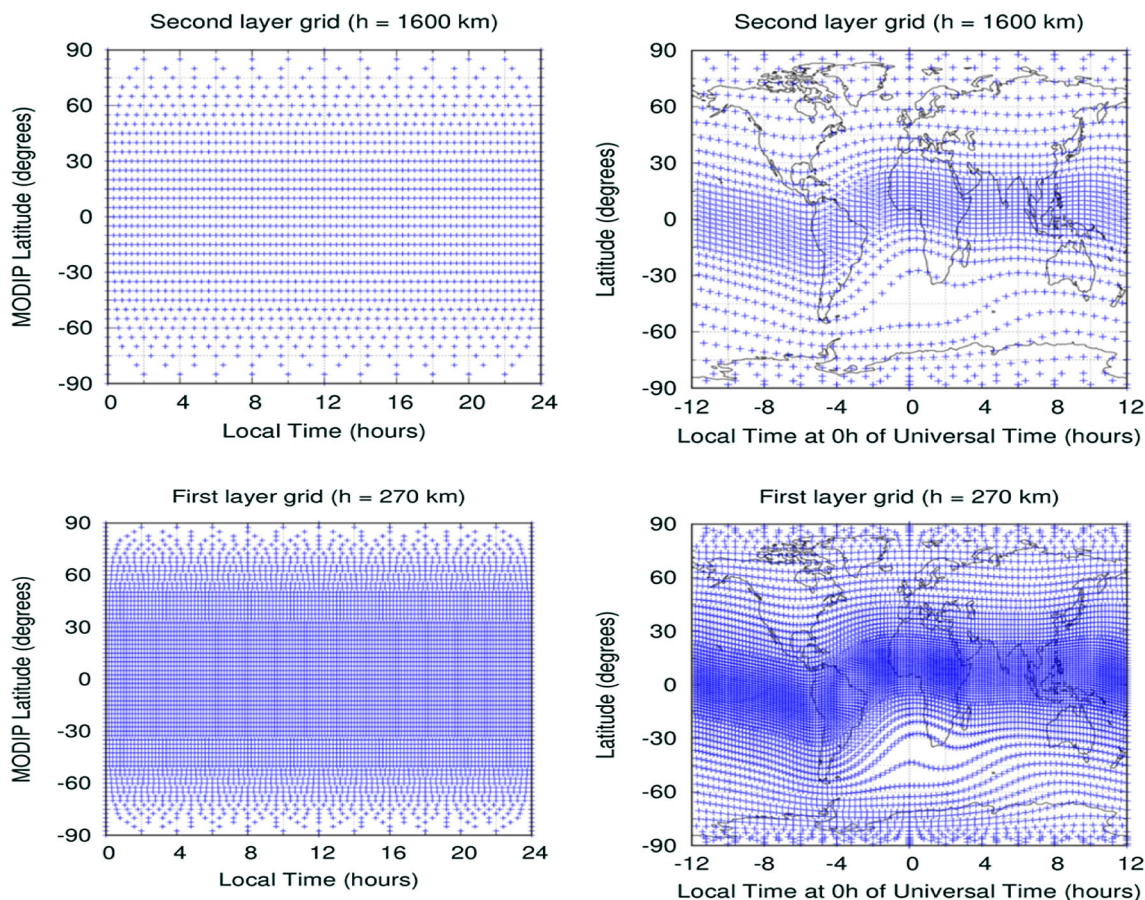 Second layer grid (h = 1600 km)
90
60
30
0
-30
-60
-90
MODIP Latitude (degrees)
0 4 8 12 16 20 24
Local Time (hours)
Second layer grid (h = 1600 km)
90
60
30
0
-30
-60
-90
Latitude (degrees)
-12 -8 -4 0 4 8 12
Local Time at 0h of Universal Time (hours)
First layer grid (h = 270 km)
90
60
30
0
-30
-60
-90
MODIP Latitude (degrees)
0 4 8 12 16 20 24
Local Time (hours)
First layer grid (h = 270 km)
90
60
30
0
-30
-60
-90
Latitude (degrees)
-12 -8 -4 0 4 8 12
Local Time at 0h of Universal Time (hours)